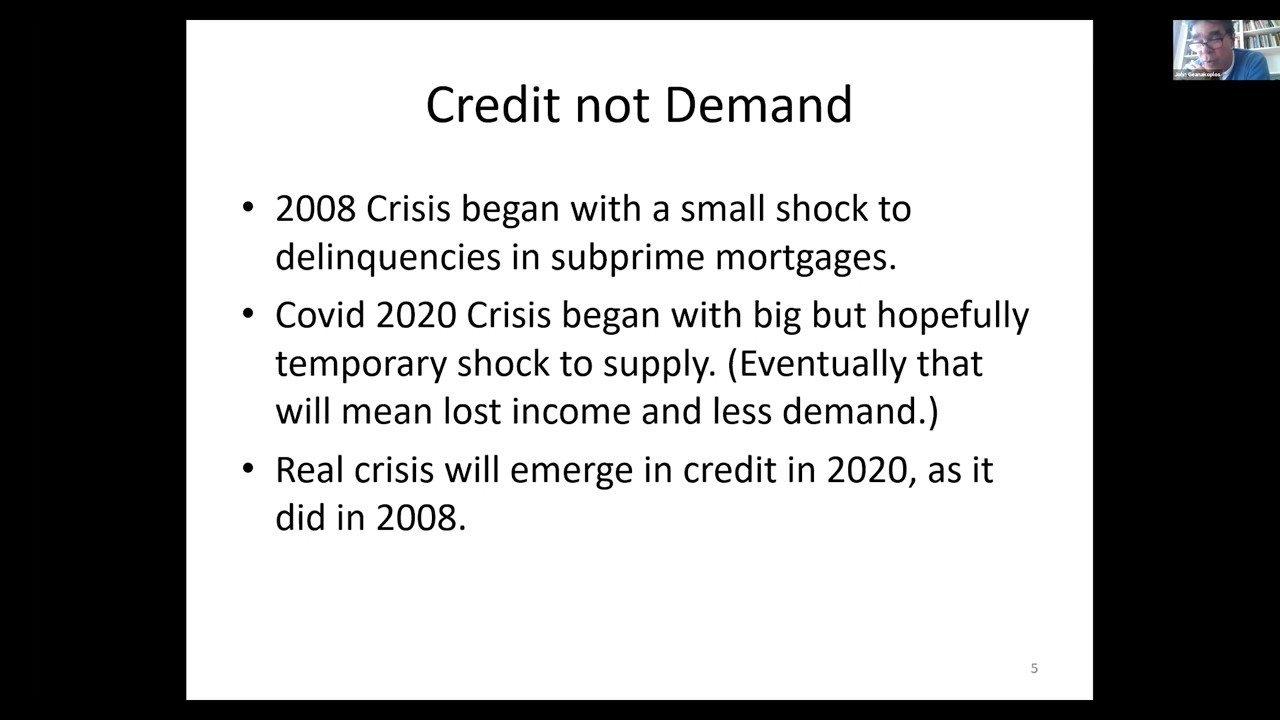 John Geanakoplos
Credit not Demand
• 2008 Crisis began with a small shock to
delinquencies in subprime mortgages.
• Covid 2020 Crisis began with big but hopefully
temporary shock to supply. (Eventually that
will mean lost income and less demand.)
• Real crisis will emerge in credit in 2020, as it
did in 2008.
5